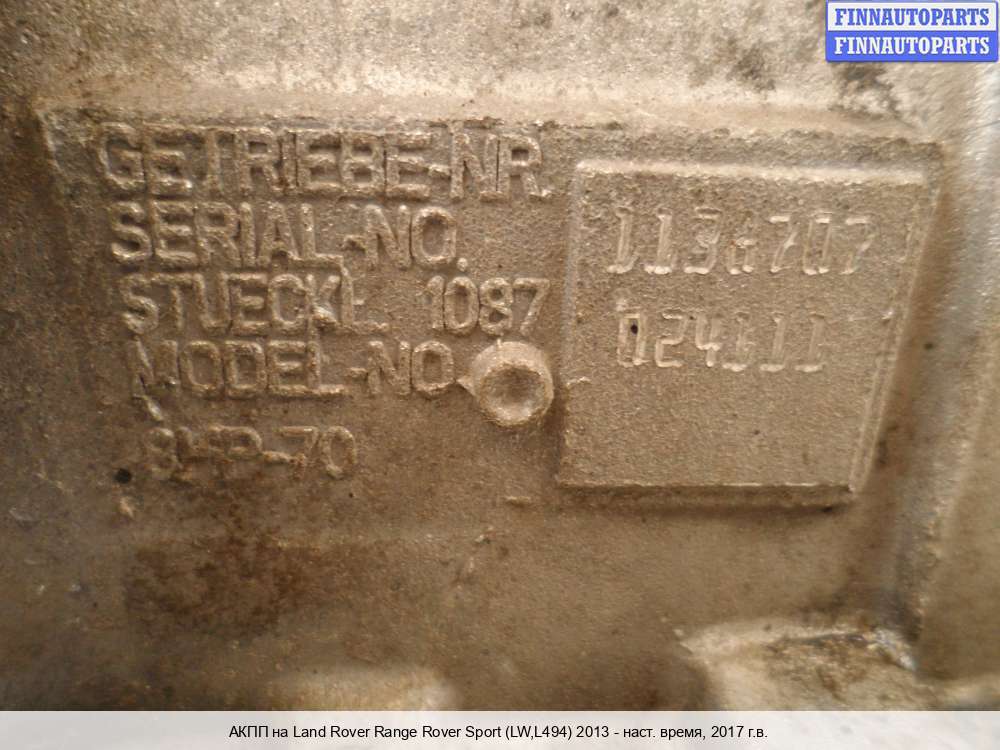 FINNAUTOPARTS
FINNAUTOPARTS
GETRIEBE-NR.
SERIAL-NO.
STUECKL. 1087
MODEL-NO.
8HP-70
024111
АКПП на Land Rover Range Rover Sport (LW,L494) 2013 - наст. время, 2017 г.в.